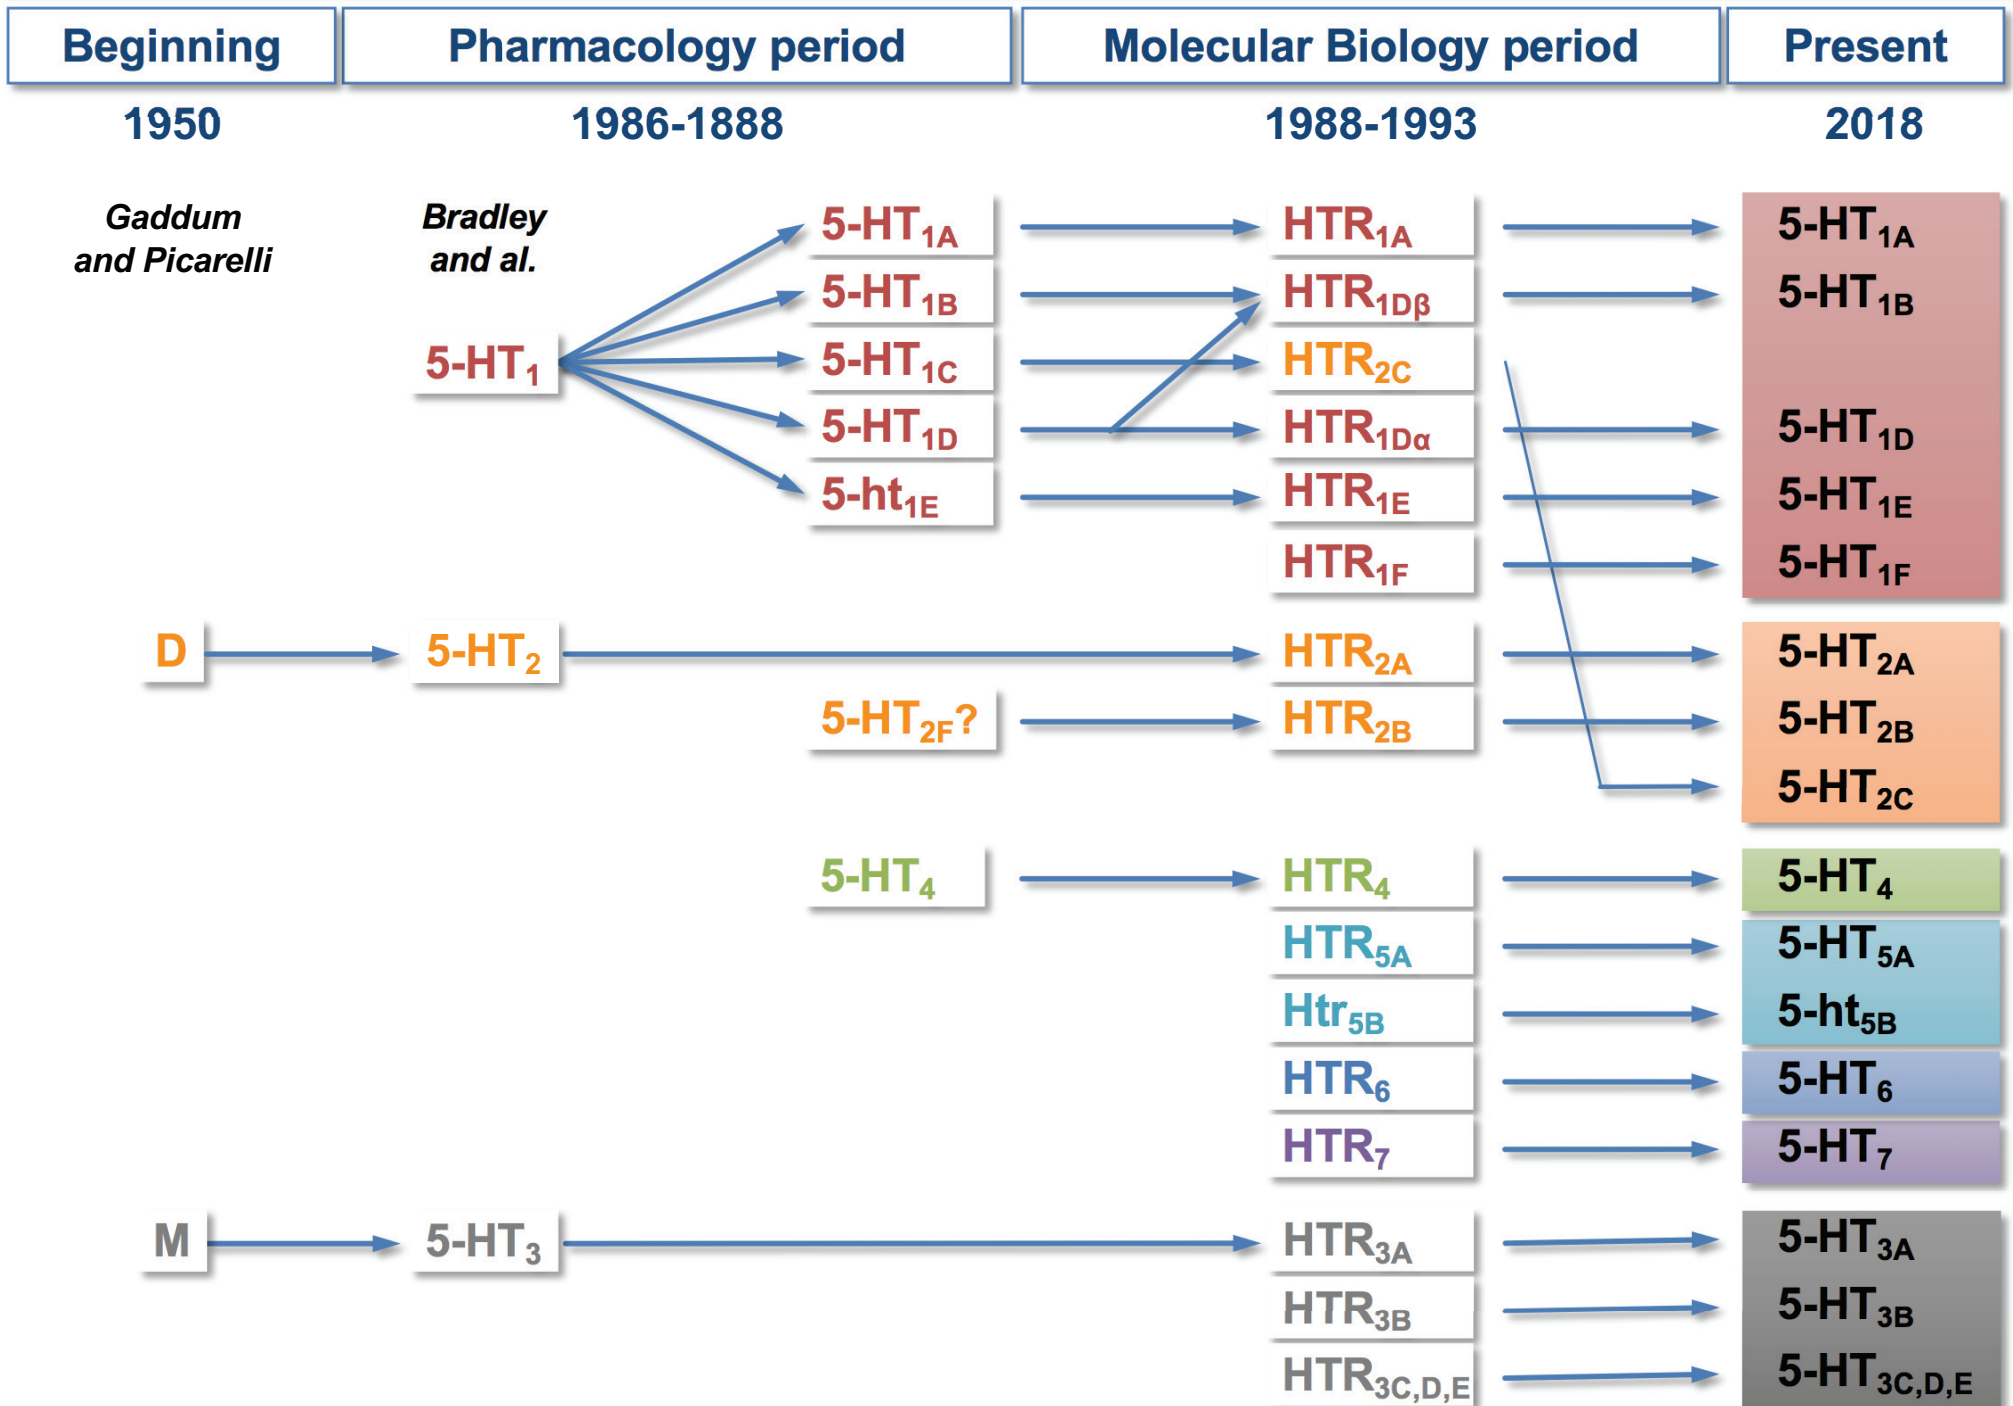 Beginning Pharmacology period Molecular Biology period Present
1950 1986-1888 1988-1993 2018
Gaddum
and Picarelli
Bradley
and al.
5-HT1A HTR1A 5-HT1A
5-HT1B HTR1Dβ 5-HT1B
5-HT1 5-HT1C HTR2C
5-HT1D HTR1Dα 5-HT1D
5-ht1E HTR1E 5-HT1E
HTR1F 5-HT1F
D 5-HT2 HTR2A 5-HT2A
5-HT2F? HTR2B 5-HT2B
5-HT2C
5-HT4 HTR4 5-HT4
HTR5A 5-HT5A
Htr5B 5-ht5B
HTR6 5-HT6
HTR7 5-HT7
M 5-HT3 HTR3A 5-HT3A
HTR3B 5-HT3B
HTR3C,D,E 5-HT3C,D,E